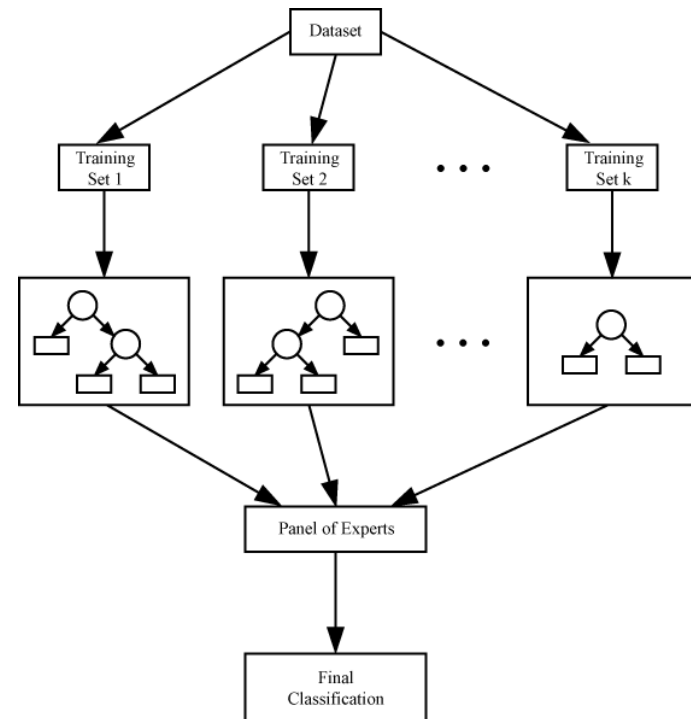 Dataset
Training
Set 1
Training
Set 2
Training
Set k
Panel of Experts
Final
Classification